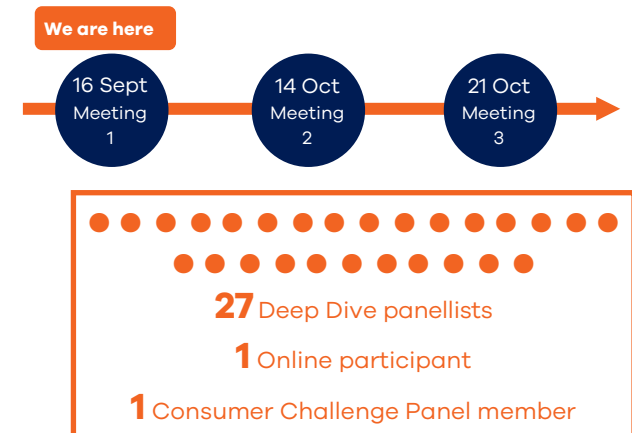 We are here
16 Sept
Meeting
1
14 Oct
Meeting
2
21 Oct
Meeting
3
27 Deep Dive panellists
1 Online participant
1 Consumer Challenge Panel member